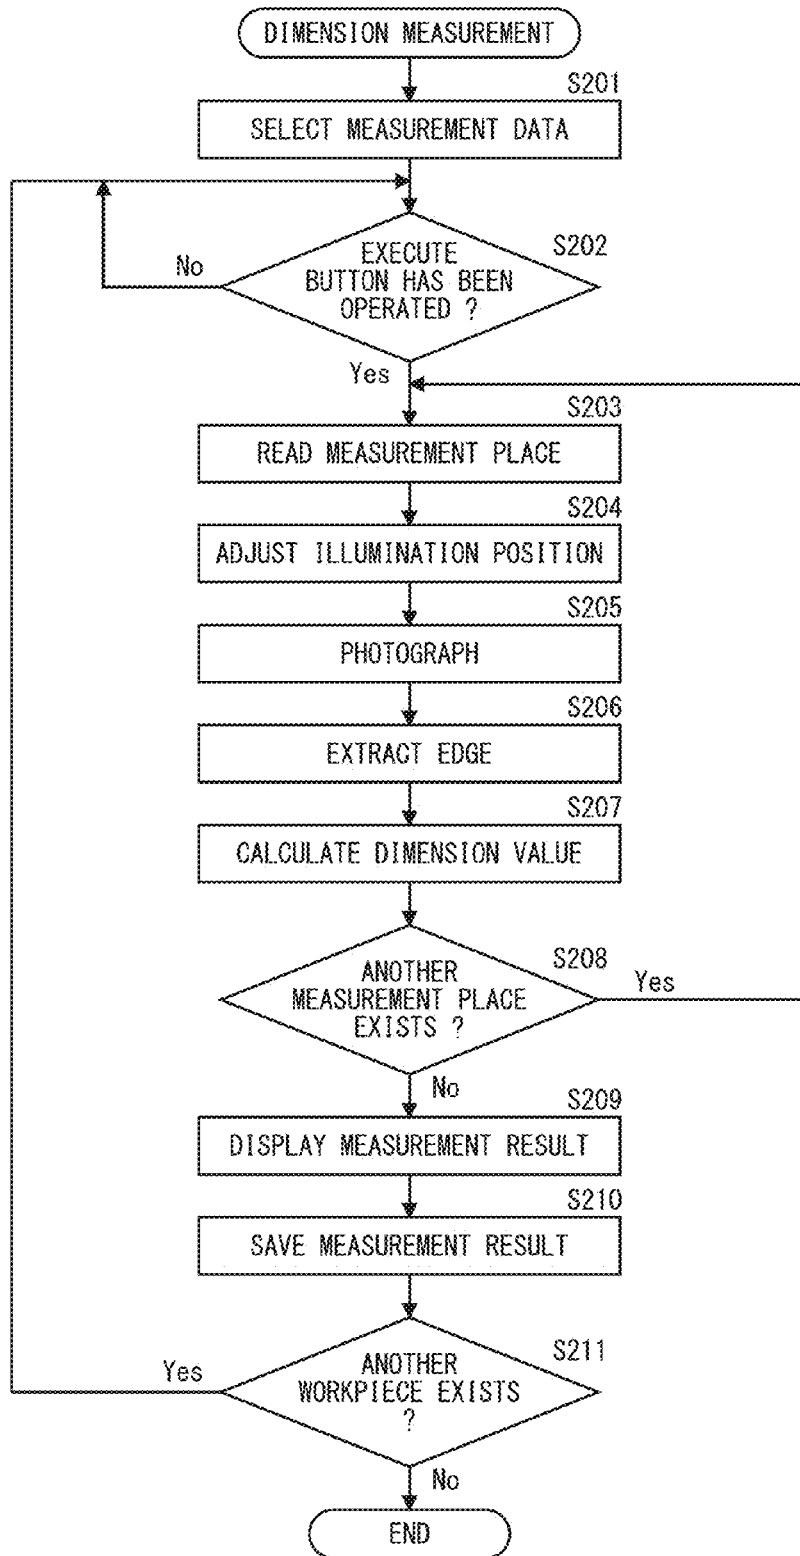 DIMENSION MEASUREMENT
S201
SELECT MEASUREMENT DATA
S202
EXECUTE
BUTTON HAS BEEN
OPERATED ?
No
Yes
S203
READ MEASUREMENT PLACE
S204
ADJUST ILLUMINATION POSITION
S205
PHOTOGRAPH
S206
EXTRACT EDGE
S207
CALCULATE DIMENSION VALUE
S208
ANOTHER
MEASUREMENT PLACE
EXISTS ?
Yes
No
S209
DISPLAY MEASUREMENT RESULT
S210
SAVE MEASUREMENT RESULT
S211
ANOTHER
WORKPIECE EXISTS
?
Yes
No
END